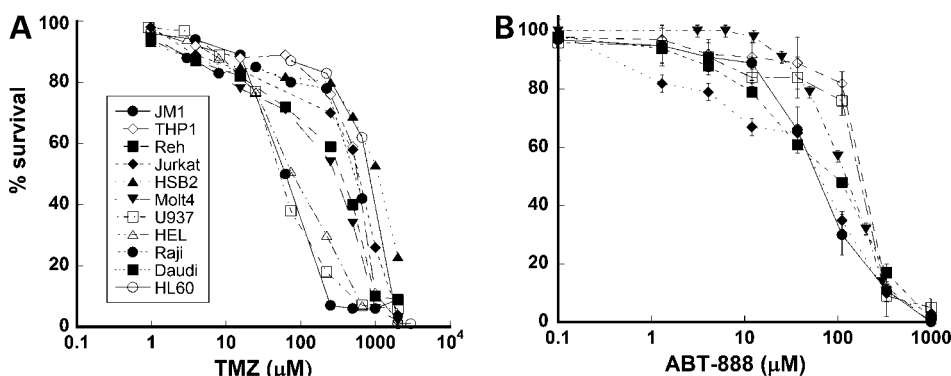 A
% survival
100
80
60
40
20
0
JM1
THP1
Reh
Jurkat
HSB2
Molt4
U937
HEL
Raji
Daudi
HL60
0.1 1 10 100 1000 10⁴
TMZ (μM)
B
100
80
60
40
20
0
0.1 1 10 100 1000
ABT-888 (μM)